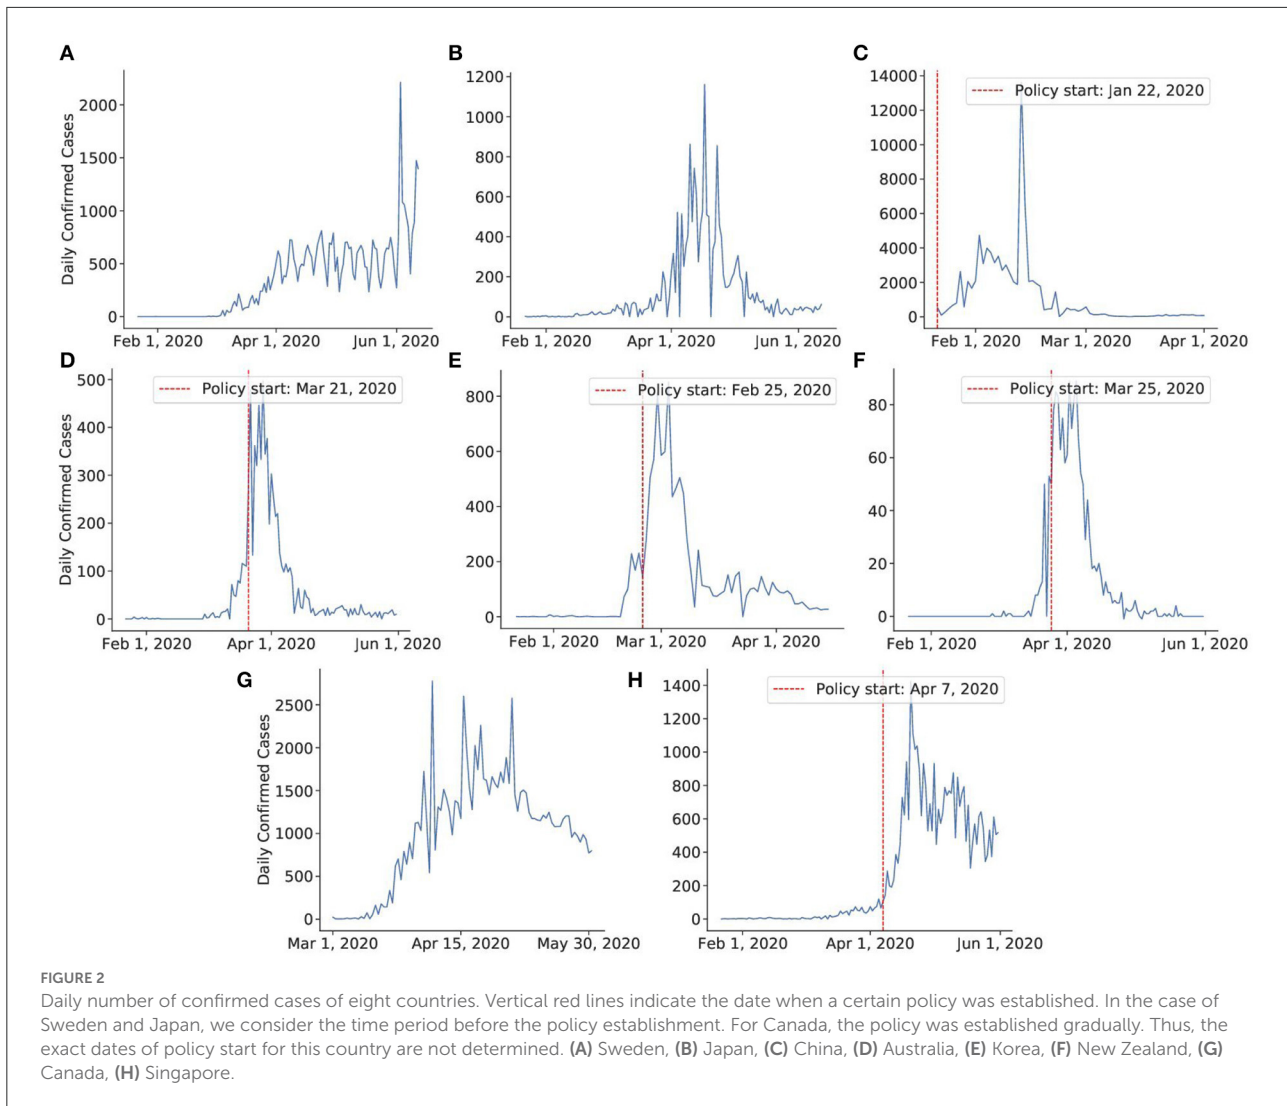 A
B
C
Daily Confirmed Cases
2000
1500
1000
500
0
Feb 1, 2020
Apr 1, 2020
Jun 1, 2020
1200
1000
800
600
400
200
0
Feb 1, 2020
Apr 1, 2020
Jun 1, 2020
Policy start: Jan 22, 2020
14000
12000
10000
8000
6000
4000
2000
0
Feb 1, 2020
Mar 1, 2020
Apr 1, 2020
D
E
F
Daily Confirmed Cases
Policy start: Mar 21, 2020
500
400
300
200
100
0
Feb 1, 2020
Apr 1, 2020
Jun 1, 2020
Policy start: Feb 25, 2020
800
600
400
200
0
Feb 1, 2020
Mar 1, 2020
Apr 1, 2020
Policy start: Mar 25, 2020
80
60
40
20
0
Feb 1, 2020
Apr 1, 2020
Jun 1, 2020
G
H
Daily Confirmed Cases
2500
2000
1500
1000
500
0
Mar 1, 2020
Apr 15, 2020
May 30, 2020
Policy start: Apr 7, 2020
1400
1200
1000
800
600
400
200
0
Feb 1, 2020
Apr 1, 2020
Jun 1, 2020
FIGURE 2
Daily number of confirmed cases of eight countries. Vertical red lines indicate the date when a certain policy was established. In the case of
Sweden and Japan, we consider the time period before the policy establishment. For Canada, the policy was established gradually. Thus, the
exact dates of policy start for this country are not determined. (A) Sweden, (B) Japan, (C) China, (D) Australia, (E) Korea, (F) New Zealand, (G)
Canada, (H) Singapore.